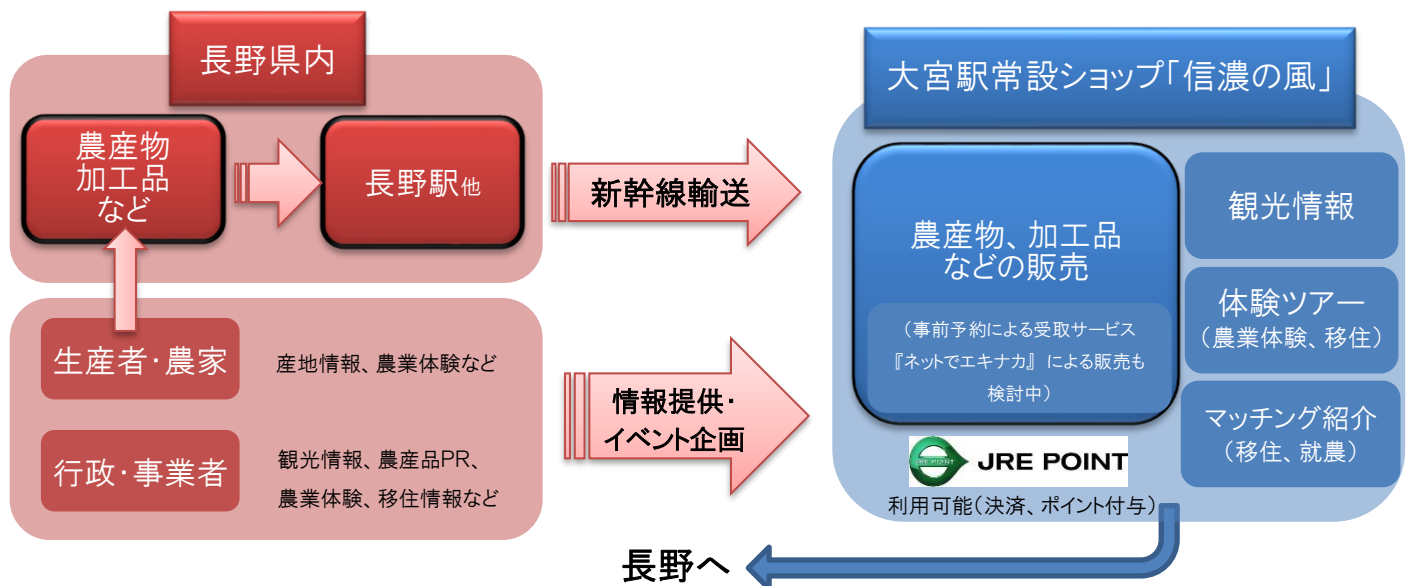 長野県内
農産物
加工品
など
長野駅他
新幹線輸送
生産者・農家
産地情報、農業体験など
行政・事業者
観光情報、農産品PR、
農業体験、移住情報など
情報提供・
イベント企画
大宮駅常設ショップ「信濃の風」
農産物、加工品
などの販売
（事前予約による受取サービス
『ネットでエキナカ』による販売も
検討中）
観光情報
体験ツアー
（農業体験、移住）
マッチング紹介
（移住、就農）
JRE POINT
JRE POINT
利用可能（決済、ポイント付与）
長野へ